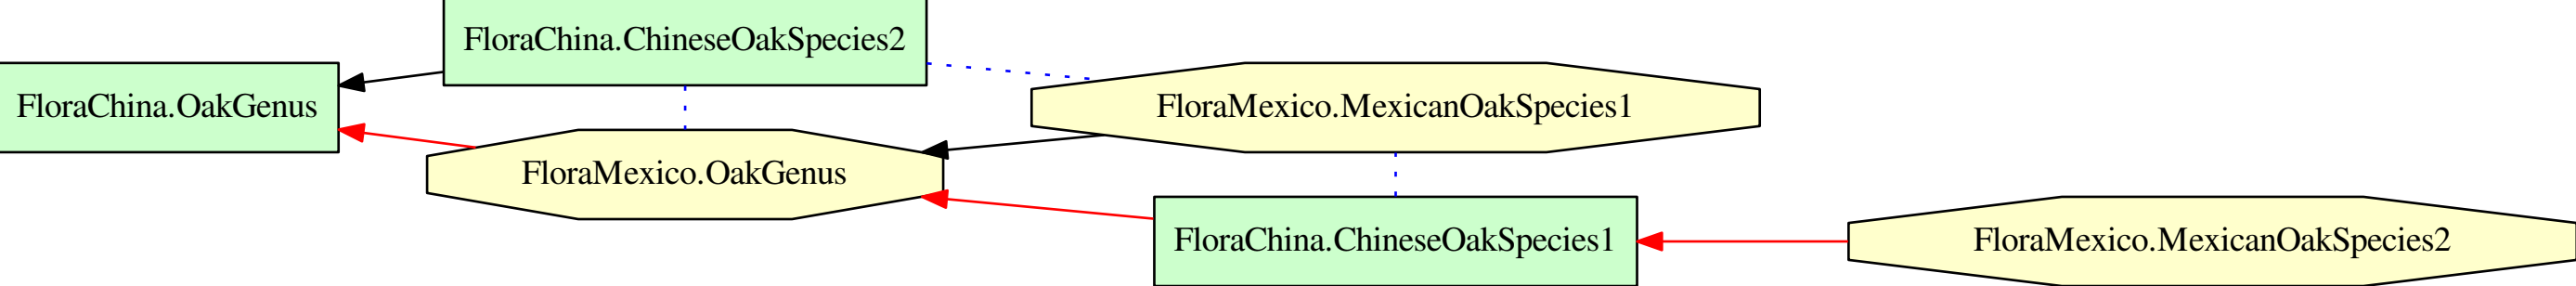 FloraChina.ChineseOakSpecies2
FloraChina.OakGenus
FloraMexico.MexicanOakSpecies1
FloraMexico.OakGenus
FloraChina.ChineseOakSpecies1
FloraMexico.MexicanOakSpecies2